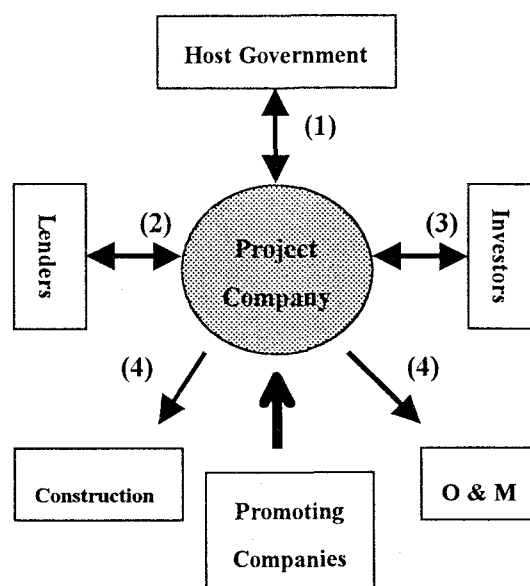 Host Government
(1)
Lenders
(2)
Project
Company
(3)
Investors
(4)
(4)
Construction
Promoting
Companies
O & M